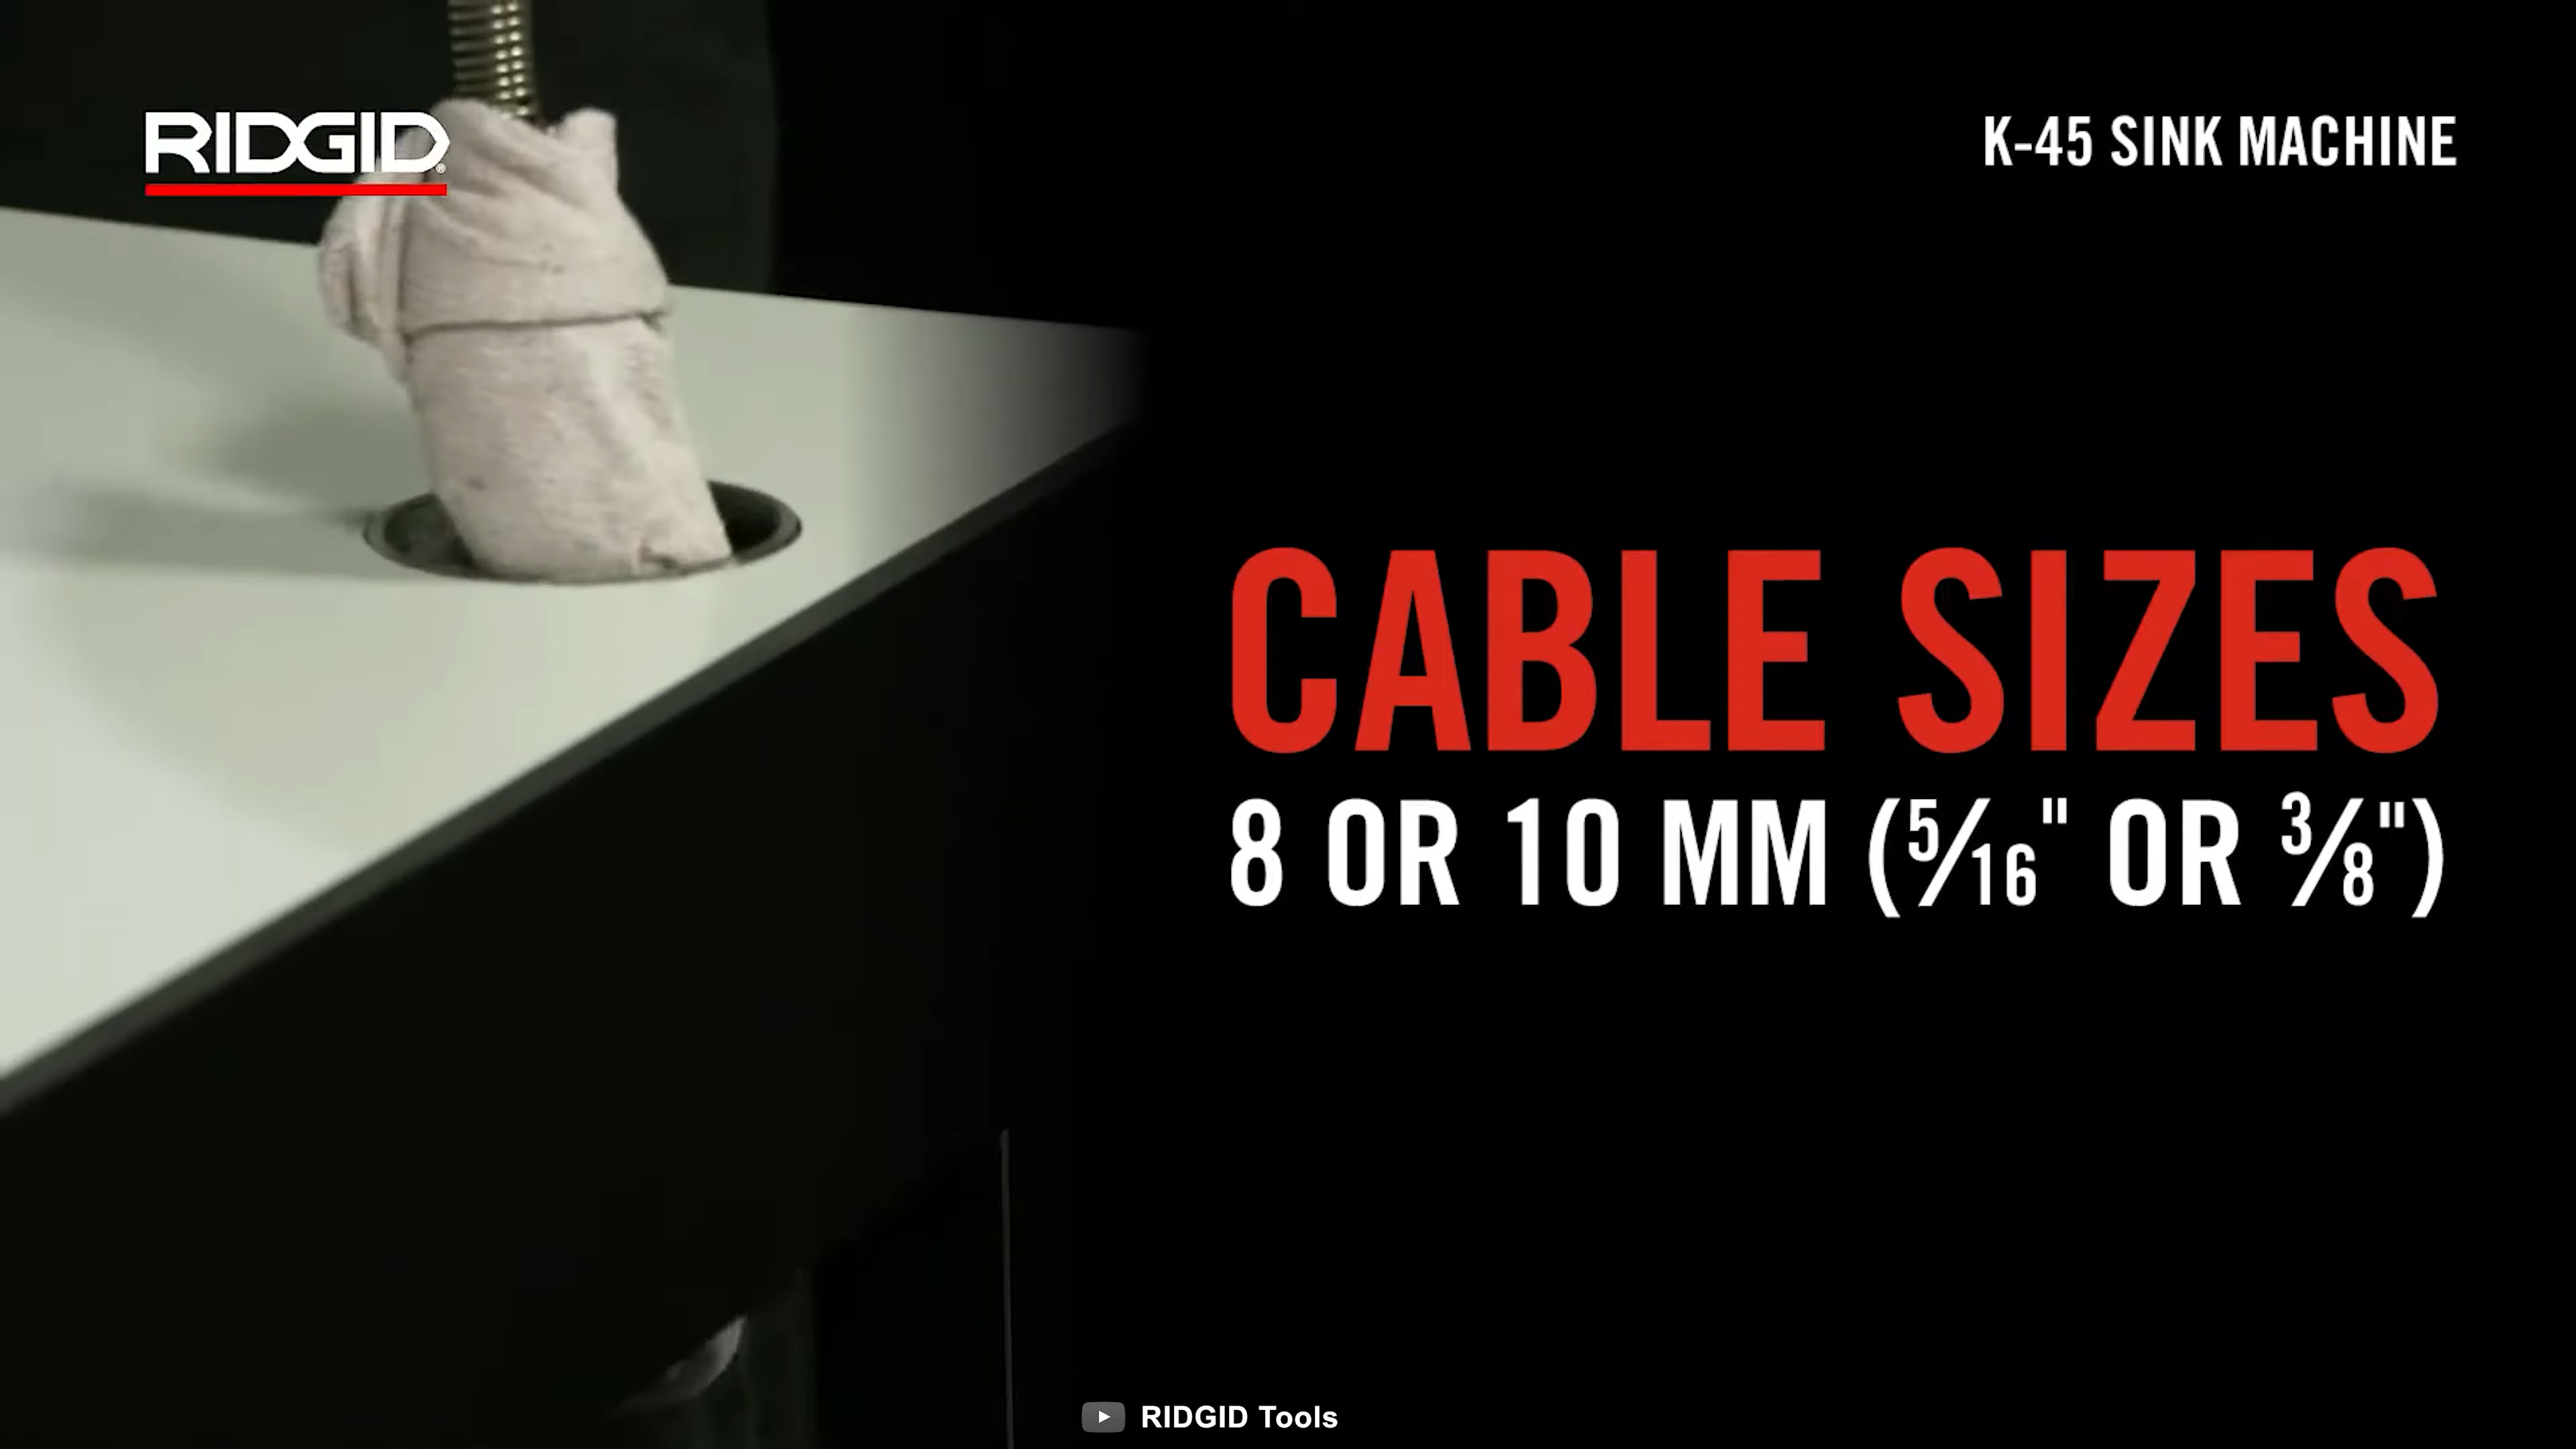 RIDGID®
K-45 SINK MACHINE
CABLE SIZES
8 OR 10 MM (5/16" OR 3/8")
RIDGID Tools